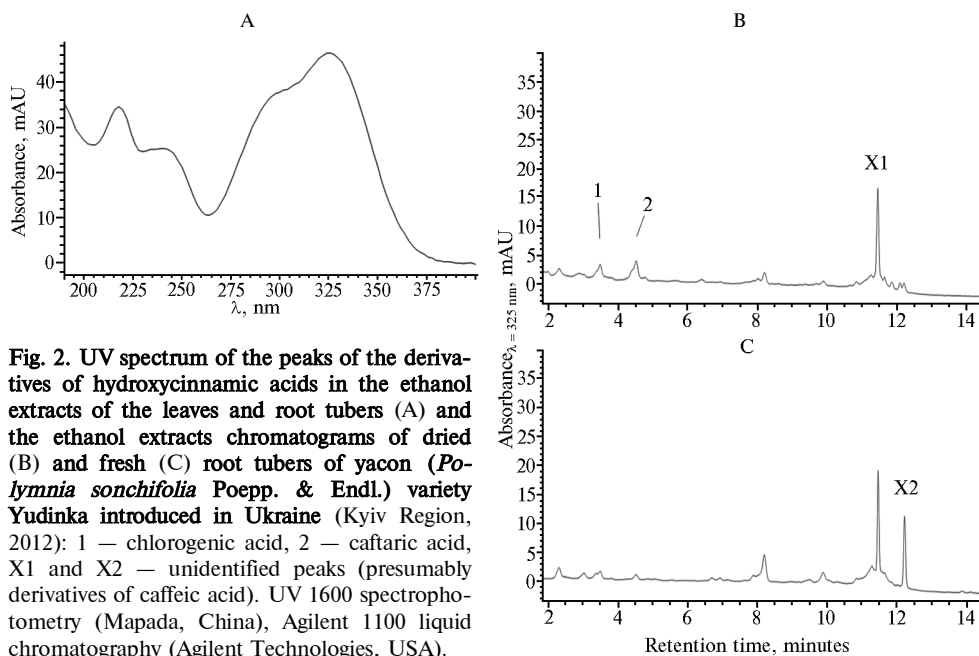 A
Absorbance, mAU
40
30
20
10
0
200 225 250 275 300 325 350 375
λ, nm
B
35
30
25
20
15
10
5
0
1
2
X1
2 4 6 8 10 12 14
Absorbance λ = 325 nm, mAU
C
35
30
25
20
15
10
5
0
X2
2 4 6 8 10 12 14
Retention time, minutes
Fig. 2. UV spectrum of the peaks of the deriva-
tives of hydroxycinnamic acids in the ethanol
extracts of the leaves and root tubers (A) and
the ethanol extracts chromatograms of dried
(B) and fresh (C) root tubers of yacon (Po-
lymnia sonchifolia Poepp. & Endl.) variety
Yudinka introduced in Ukraine (Kyiv Region,
2012): 1 — chlorogenic acid, 2 — caftaric acid,
X1 and X2 — unidentified peaks (presumably
derivatives of caffeic acid). UV 1600 spectropho-
tometry (Mapada, China), Agilent 1100 liquid
chromatography (Agilent Technologies, USA).